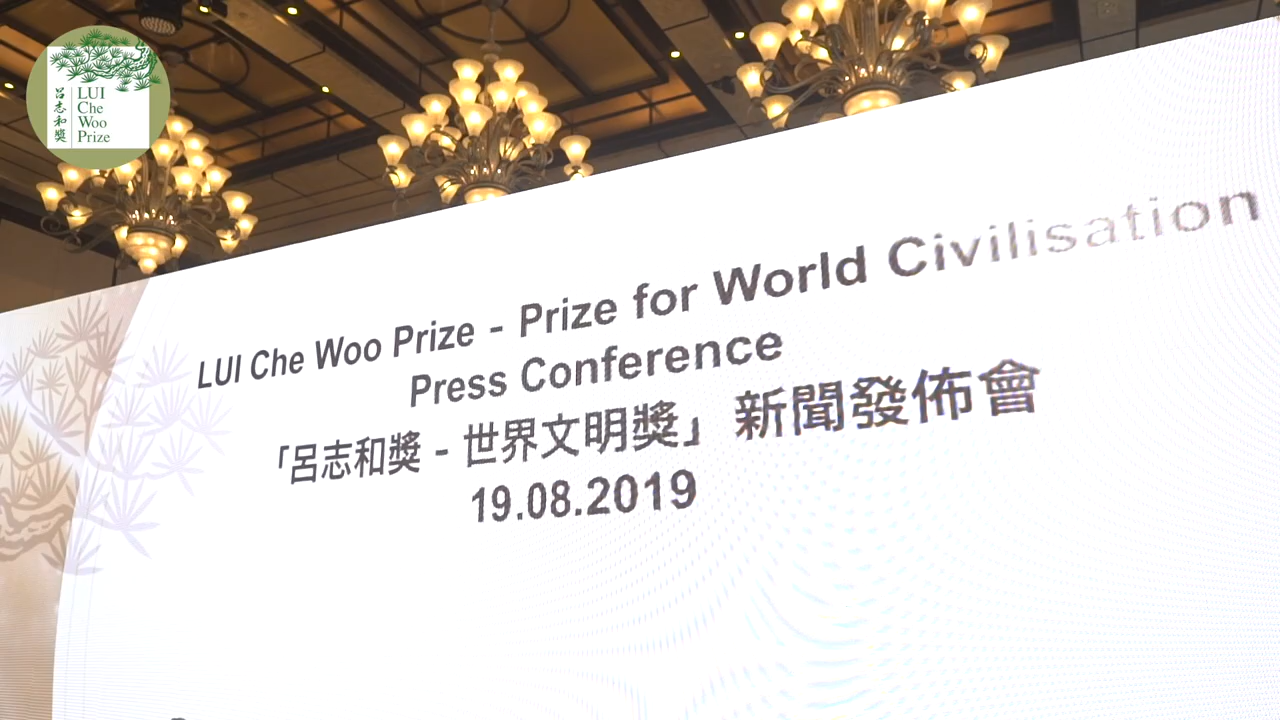 呂志和獎
LUI
Che
Woo
Prize
LUI Che Woo Prize - Prize for World Civilisation
Press Conference
「呂志和獎 - 世界文明獎」新聞發佈會
19.08.2019